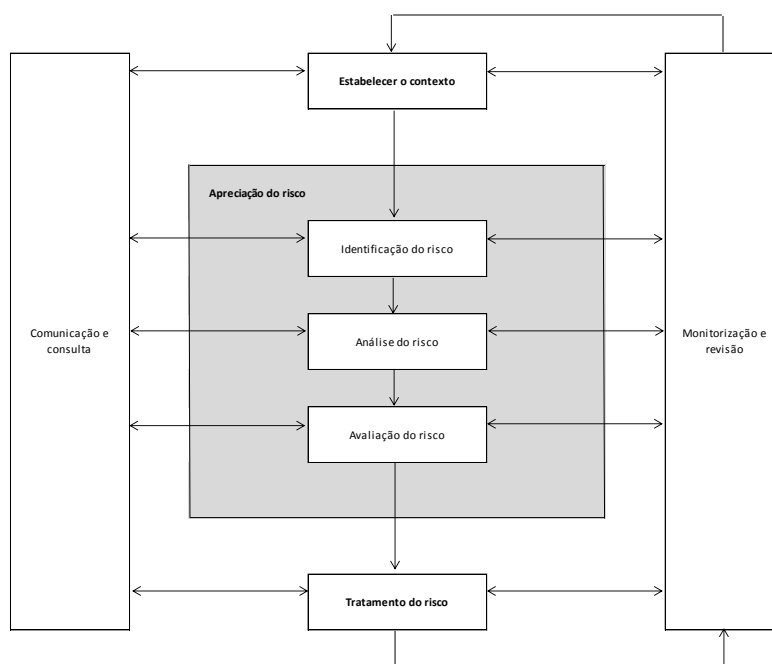 Estabelecer o contexto
Apreciação do risco
Identificação do risco
Comunicação e
consulta
Análise do risco
Monitorização e
revisão
Avaliação do risco
Tratamento do risco